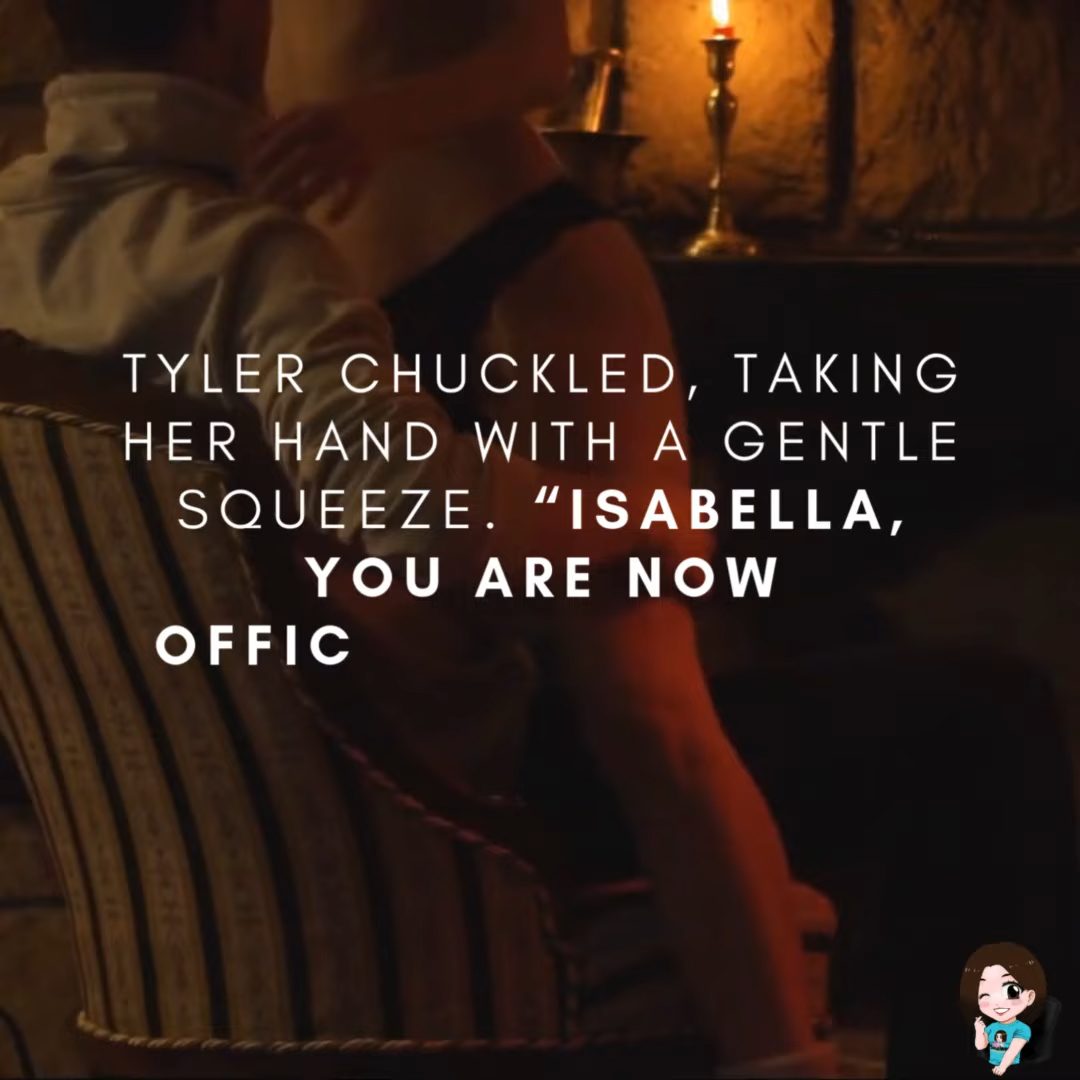 TYLER CHUCKLED, TAKING
HER HAND WITH A GENTLE
SQUEEZE. “ISABELLA,
YOU ARE NOW
OFFIC